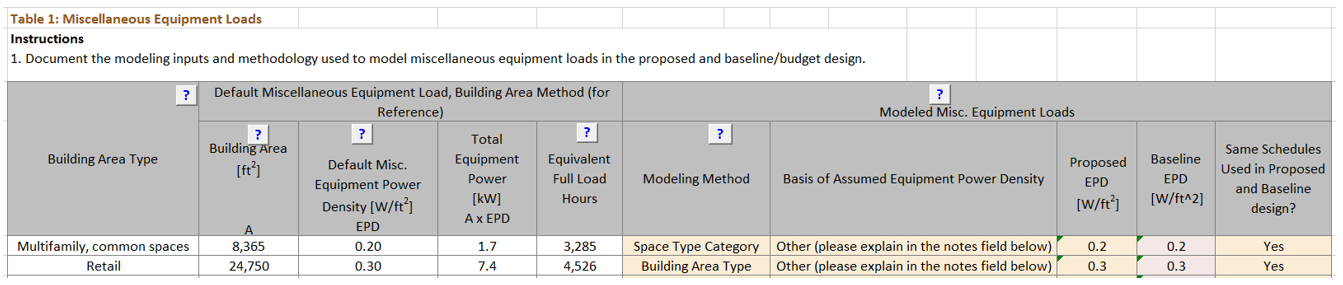 Table 1: Miscellaneous Equipment Loads
Instructions
1. Document the modeling inputs and methodology used to model miscellaneous equipment loads in the proposed and baseline/budget design.
?
Building Area Type
Default Miscellaneous Equipment Load, Building Area Method (for
Reference)
?
Modeled Misc. Equipment Loads
?
Building Area
[ft²]
A
?
Default Misc.
Equipment Power
Density [W/ft²]
EPD
Total
Equipment
Power
[kW]
A x EPD
?
Equivalent
Full Load
Hours
?
Modeling Method
Basis of Assumed Equipment Power Density
Proposed
EPD
[W/ft²]
Baseline
EPD
[W/ft^2]
Same Schedules
Used in Proposed
and Baseline
design?
Multifamily, common spaces 8,365 0.20 1.7 3,285 Space Type Category Other (please explain in the notes field below) 0.2 0.2 Yes
Retail 24,750 0.30 7.4 4,526 Building Area Type Other (please explain in the notes field below) 0.3 0.3 Yes